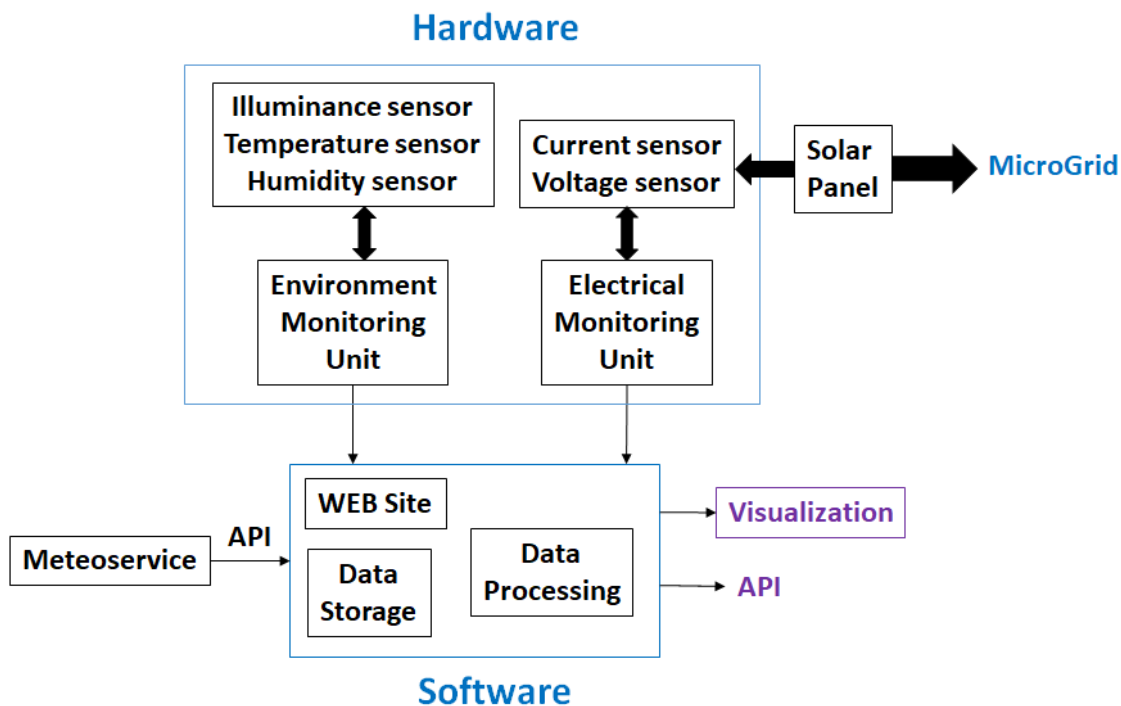 Hardware
Illuminance sensor
Temperature sensor
Humidity sensor
Current sensor
Voltage sensor
Solar
Panel
MicroGrid
Environment
Monitoring
Unit
Electrical
Monitoring
Unit
WEB Site
Visualization
API
Meteoservice
Data
Storage
Data
Processing
API
Software